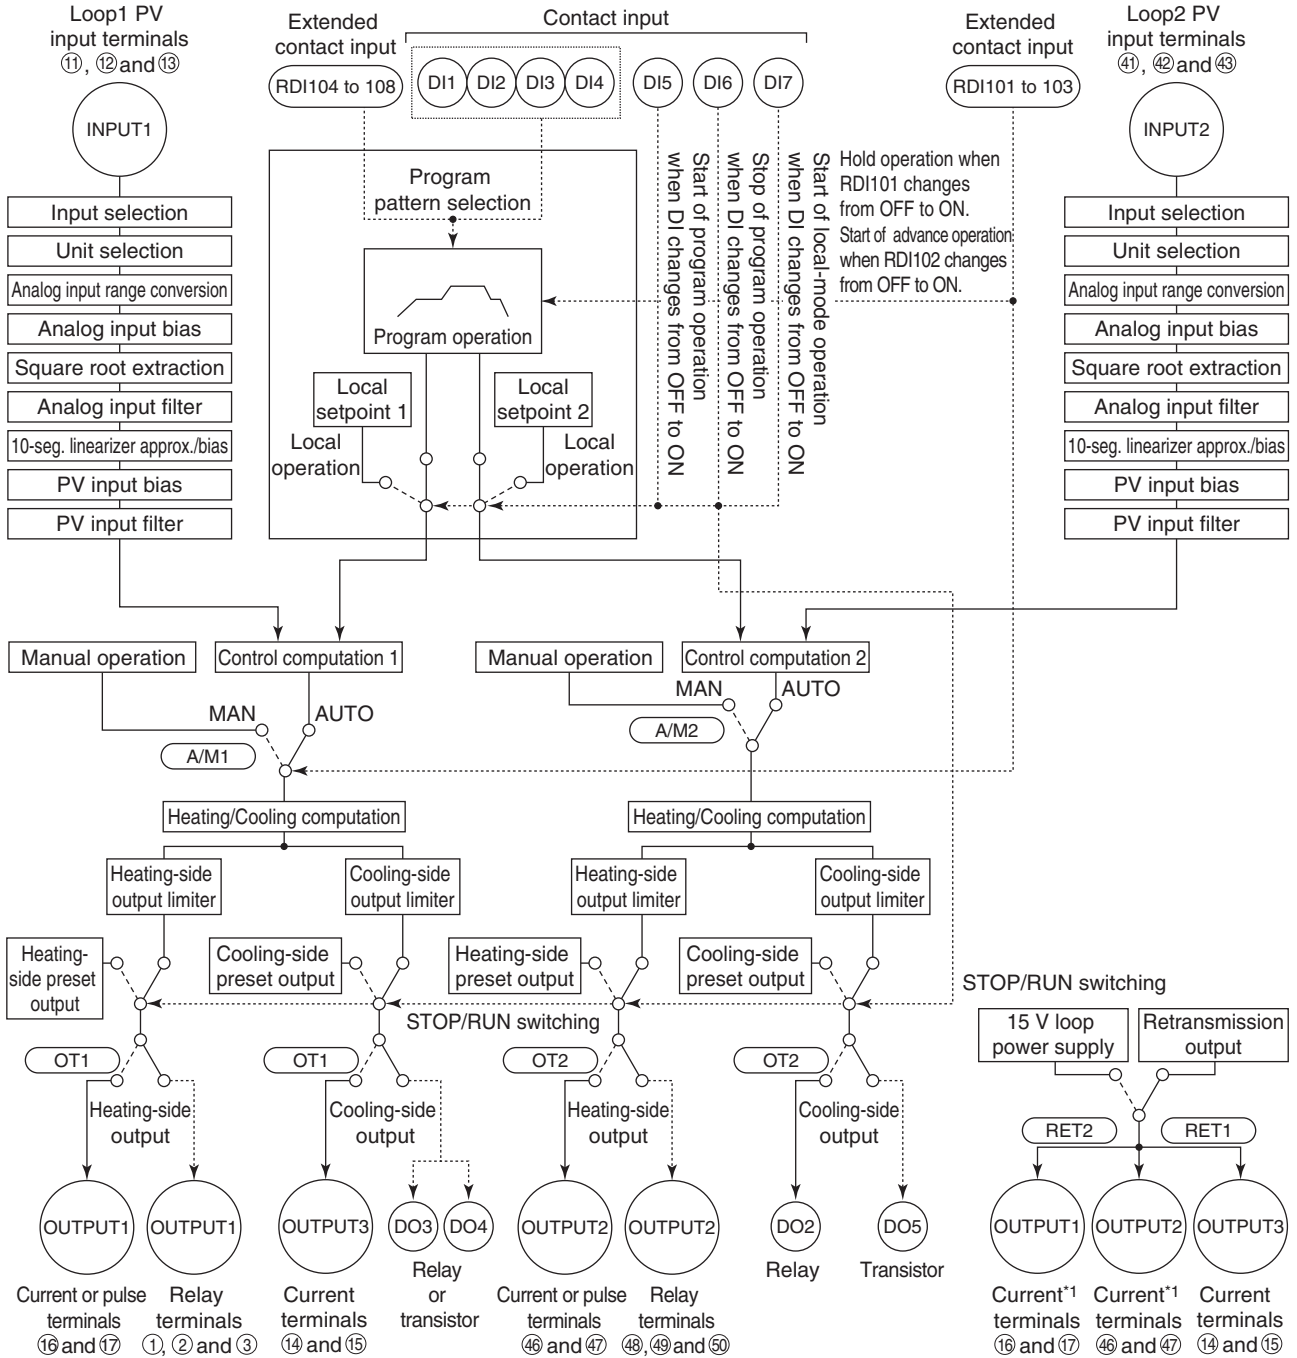 Loop1 PV
input terminals
⑪, ⑫ and ⑬
INPUT1
Input selection
Unit selection
Analog input range conversion
Analog input bias
Square root extraction
Analog input filter
10-seg. linearizer approx./bias
PV input bias
PV input filter
Extended
contact input
RDI104 to 108
Contact input
DI1
DI2
DI3
DI4
DI5
DI6
DI7
Extended
contact input
RDI101 to 103
Loop2 PV
input terminals
㊶, ㊷ and ㊸
INPUT2
Input selection
Unit selection
Analog input range conversion
Analog input bias
Square root extraction
Analog input filter
10-seg. linearizer approx./bias
PV input bias
PV input filter
Program
pattern selection
Program operation
Local
setpoint 1
Local
setpoint 2
Local
operation
Local
operation
Start of program operation
when DI changes from OFF to ON
Stop of program operation
when DI changes from OFF to ON
Start of local-mode operation
when DI changes from OFF to ON
Hold operation when
RDI101 changes
from OFF to ON.
Start of advance operation
when RDI102 changes
from OFF to ON.
Manual operation
Control computation 1
MAN
AUTO
A/M1
Manual operation
Control computation 2
MAN
AUTO
A/M2
Heating/Cooling computation
Heating/Cooling computation
Heating-side
output limiter
Cooling-side
output limiter
Heating-side
output limiter
Cooling-side
output limiter
Heating-
side preset
output
Cooling-side
preset output
Heating-side
preset output
Cooling-side
preset output
STOP/RUN switching
STOP/RUN switching
OT1
OT1
OT2
OT2
Heating-side
output
Cooling-side
output
Heating-side
output
Cooling-side
output
15 V loop
power supply
Retransmission
output
RET2
RET1
OUTPUT1
OUTPUT1
OUTPUT3
DO3
DO4
OUTPUT2
OUTPUT2
DO2
DO5
OUTPUT1
OUTPUT2
OUTPUT3
Current or pulse
terminals
⑯ and ⑰
Relay
terminals
①, ② and ③
Current
terminals
⑭ and ⑮
Relay
or
transistor
Current or pulse
terminals
㊻ and ㊼
Relay
terminals
㊽, ㊾ and ㊿
Relay
Transistor
Current*1
terminals
⑯ and ⑰
Current*1
terminals
㊻ and ㊼
Current
terminals
⑭ and ⑮